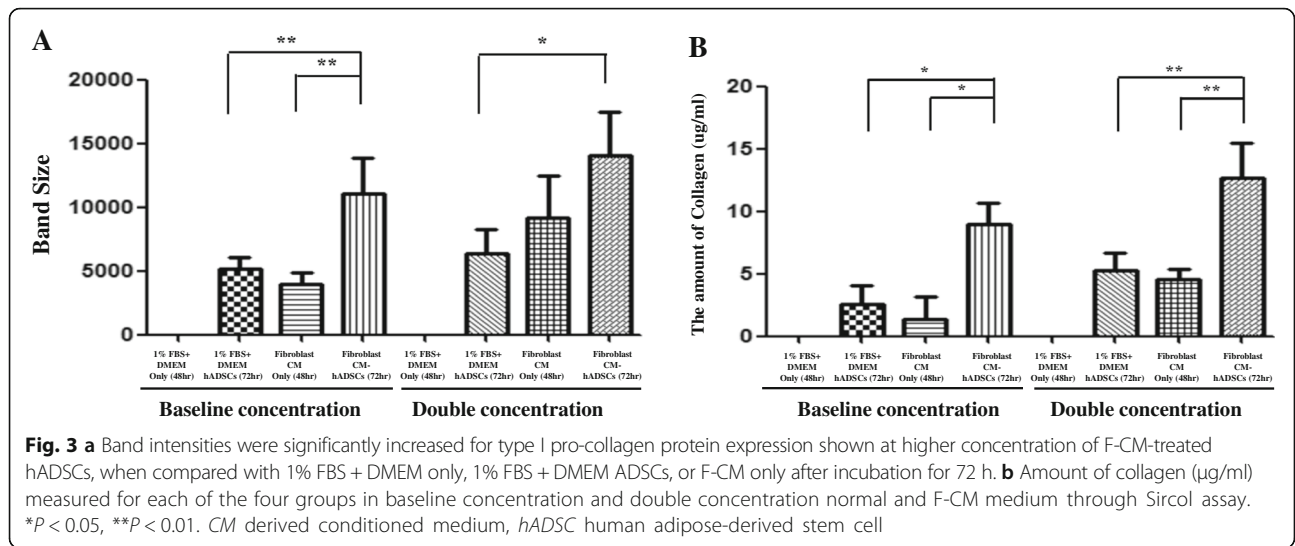 A
**
**
*
20000
15000
10000
5000
0
Band Size
1% FBS+ DMEM Only (48hr)
1% FBS+ DMEM hADSCs (72hr)
Fibroblast CM Only (48hr)
Fibroblast CM- hADSCs (72hr)
1% FBS+ DMEM Only (48hr)
1% FBS+ DMEM hADSCs (72hr)
Fibroblast CM Only (48hr)
Fibroblast CM- hADSCs (72hr)
Baseline concentration
Double concentration
B
*
*
**
**
20
15
10
5
0
The amount of Collagen (ug/ml)
1% FBS+ DMEM Only (48hr)
1% FBS+ DMEM hADSCs (72hr)
Fibroblast CM Only (48hr)
Fibroblast CM- hADSCs (72hr)
1% FBS+ DMEM Only (48hr)
1% FBS+ DMEM hADSCs (72hr)
Fibroblast CM Only (48hr)
Fibroblast CM- hADSCs (72hr)
Baseline concentration
Double concentration
Fig. 3 a Band intensities were significantly increased for type I pro-collagen protein expression shown at higher concentration of F-CM-treated
hADSCs, when compared with 1% FBS + DMEM only, 1% FBS + DMEM ADSCs, or F-CM only after incubation for 72 h. b Amount of collagen (μg/ml)
measured for each of the four groups in baseline concentration and double concentration normal and F-CM medium through Sircol assay.
*P < 0.05, **P < 0.01. CM derived conditioned medium, hADSC human adipose-derived stem cell